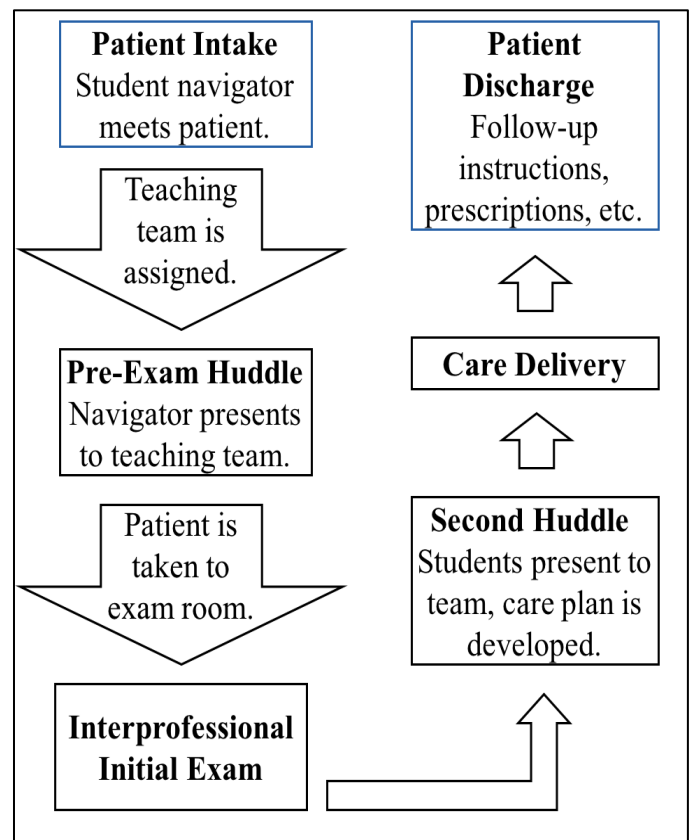 Patient Intake
Student navigator
meets patient.
Teaching
team is
assigned.
Pre-Exam Huddle
Navigator presents
to teaching team.
Patient is
taken to
exam room.
Interprofessional
Initial Exam
Second Huddle
Students present to
team, care plan is
developed.
Care Delivery
Patient
Discharge
Follow-up
instructions,
prescriptions, etc.